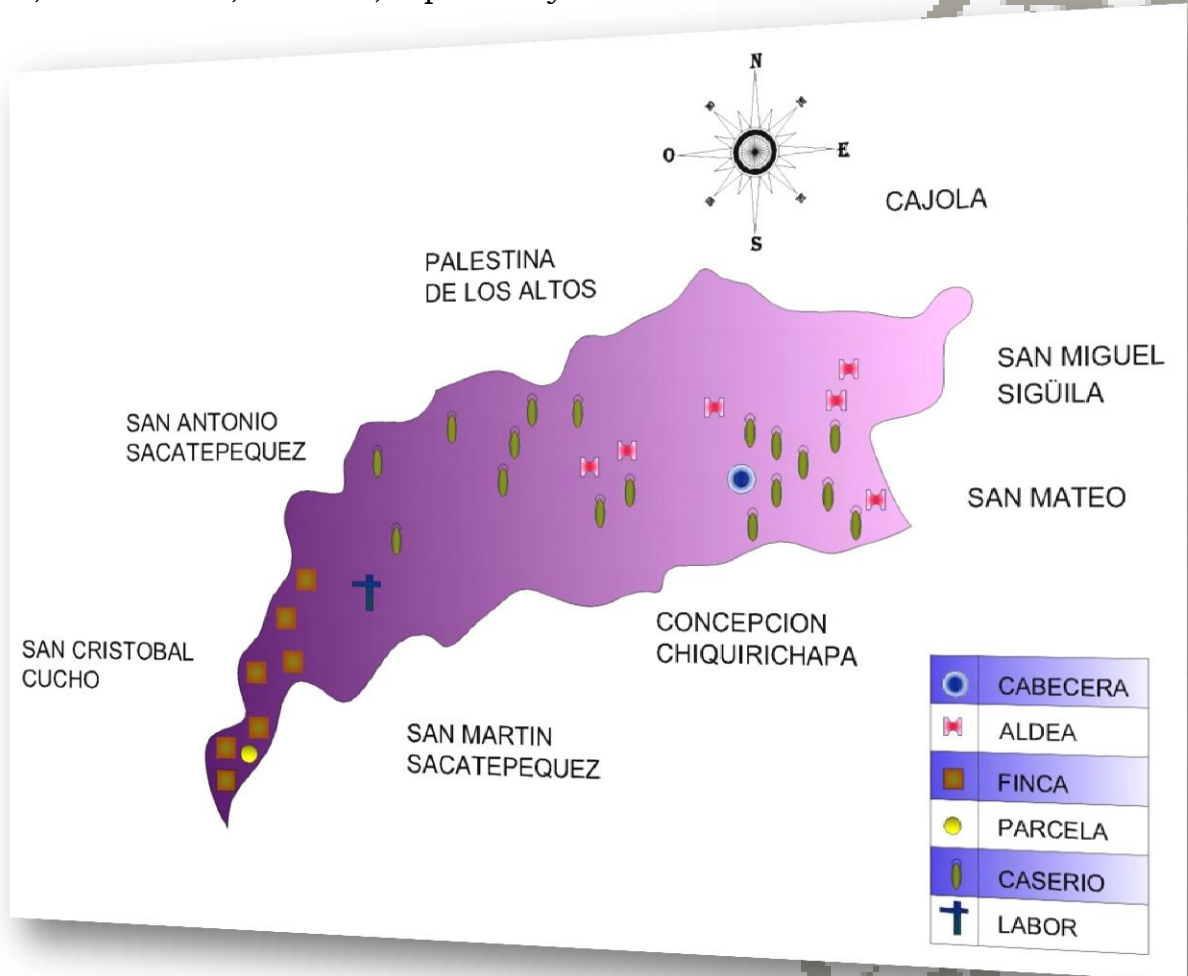 N
O
E
S
CAJOLA
PALESTINA
DE LOS ALTOS
SAN MIGUEL
SIGÜILA
SAN ANTONIO
SACATEPEQUEZ
SAN MATEO
CONCEPCION
CHIQUIRICHAPA
SAN CRISTOBAL
CUCHO
SAN MARTIN
SACATEPEQUEZ
CABECERA
ALDEA
FINCA
PARCELA
CASERIO
LABOR